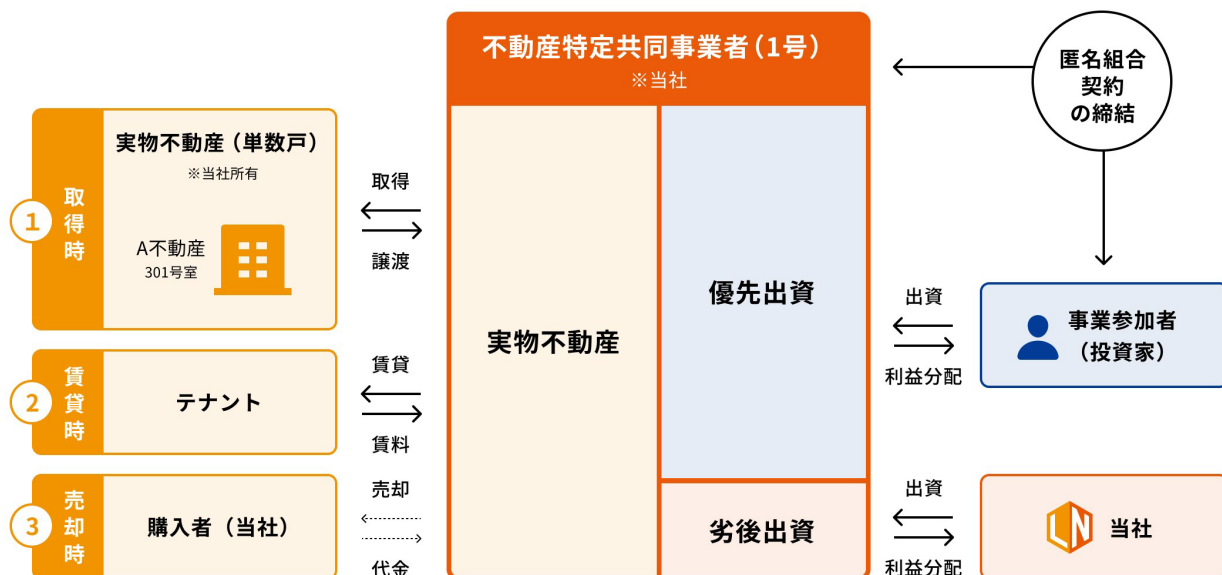 不動産特定共同事業者（1号）
※当社
匿名組合
契約
の締結
1
取得時
実物不動産（単数戸）
※当社所有
A不動産
301号室
取得
譲渡
実物不動産
優先出資
出資
利益分配
事業参加者
（投資家）
2
賃貸時
テナント
賃貸
賃料
3
売却時
購入者（当社）
売却
代金
劣後出資
出資
利益分配
LN
当社